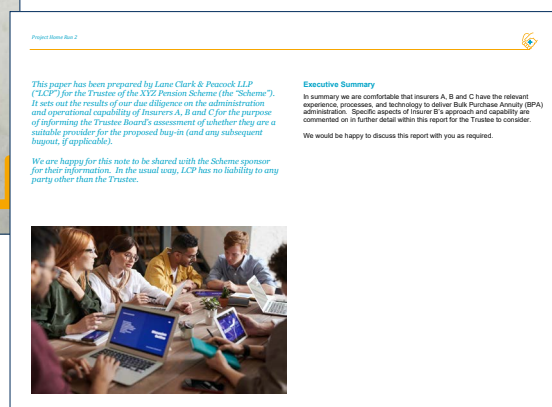 Project Home Run 2
This paper has been prepared by Lane Clark & Peacock LLP
("LCP") for the Trustee of the XYZ Pension Scheme (the "Scheme").
It sets out the results of our due diligence on the administration
and operational capability of Insurers A, B and C for the purpose
of informing the Trustee Board's assessment of whether they are a
suitable provider for the proposed buy-in (and any subsequent
buyout, if applicable).
We are happy for this note to be shared with the Scheme sponsor
for their information. In the usual way, LCP has no liability to any
party other than the Trustee.
Executive Summary
In summary we are comfortable that insurers A, B and C have the relevant
experience, processes, and technology to deliver Bulk Purchase Annuity (BPA)
administration. Specific aspects of Insurer B's approach and capability are
commented on in further detail within this report for the Trustee to consider.
We would be happy to discuss this report with you as required.